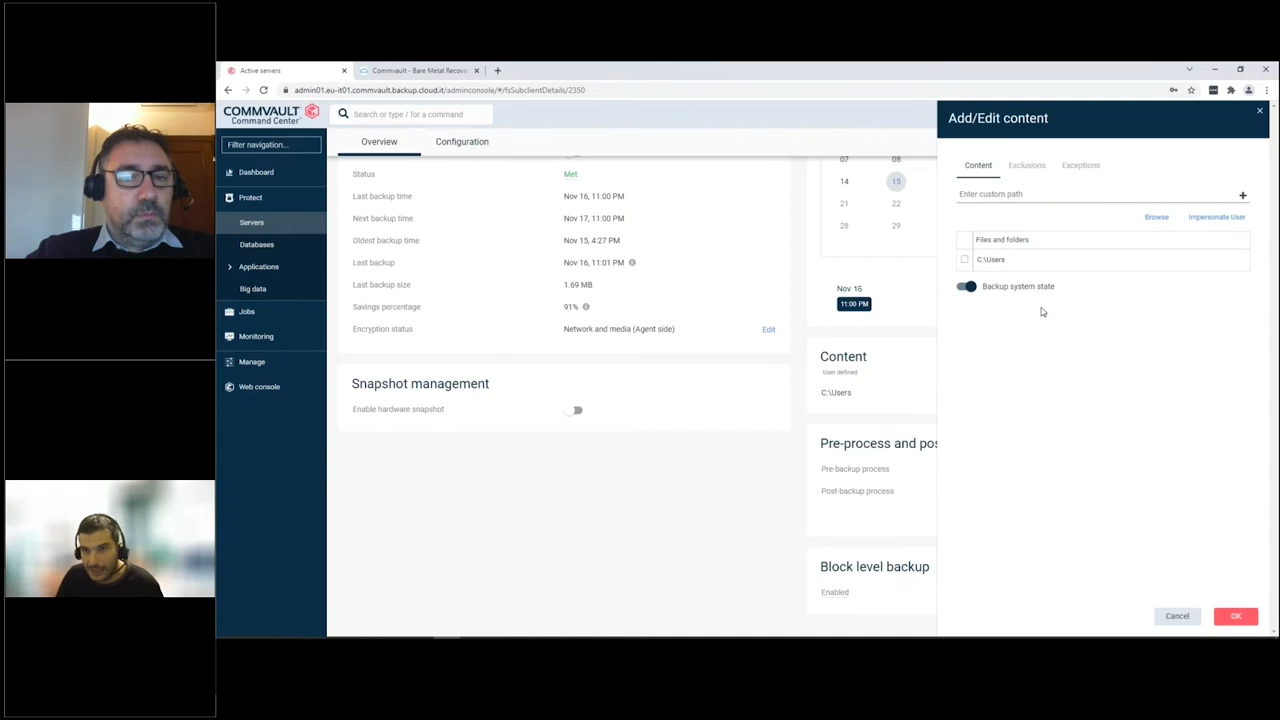 Active servers
Commvault - Bare Metal Recove
admin01.eu-it01.commvault.backup.cloud.it/adminconsole/#/fsSubclientDetails/2350
COMMVAULT
Command Center™
Search or type / for a command
Filter navigation...
Dashboard
Protect
Servers
Databases
Applications
Big data
Jobs
Monitoring
Manage
Web console
Overview
Configuration
Status Met
Last backup time Nov 16, 11:00 PM
Next backup time Nov 17, 11:00 PM
Oldest backup time Nov 15, 4:27 PM
Last backup Nov 16, 11:01 PM
Last backup size 1.69 MB
Savings percentage 91%
Encryption status Network and media (Agent side) Edit
Snapshot management
Enable hardware snapshot
07 08
14 15
21 22
28 29
Nov 16
11:00 PM
Content
User defined
C:\Users
Pre-process and pos
Pre-backup process
Post-backup process
Block level backup
Enabled
Add/Edit content
Content Exclusions Exceptions
Enter custom path
Browse Impersonate User
Files and folders
C:\Users
Backup system state
Cancel OK